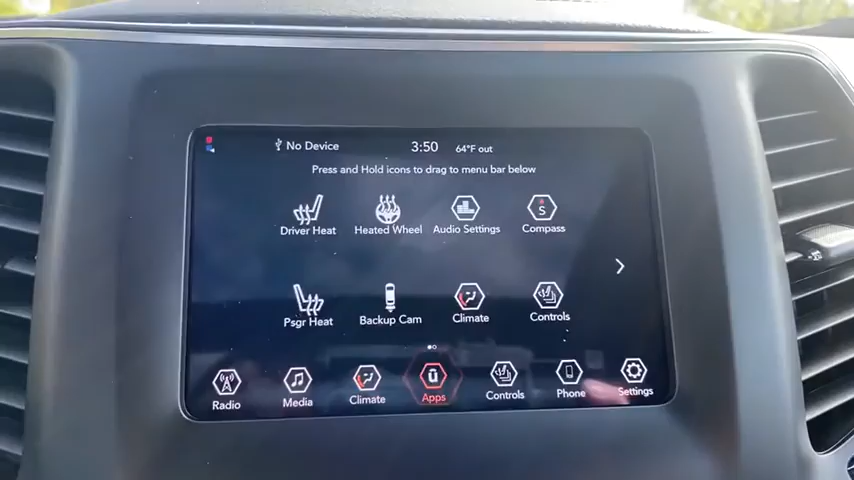 No Device 3:50 64°F out
Press and Hold icons to drag to menu bar below
Driver Heat Heated Wheel Audio Settings S Compass
Psgr Heat Backup Cam Climate Controls
Radio Media Climate Apps Controls Phone Settings